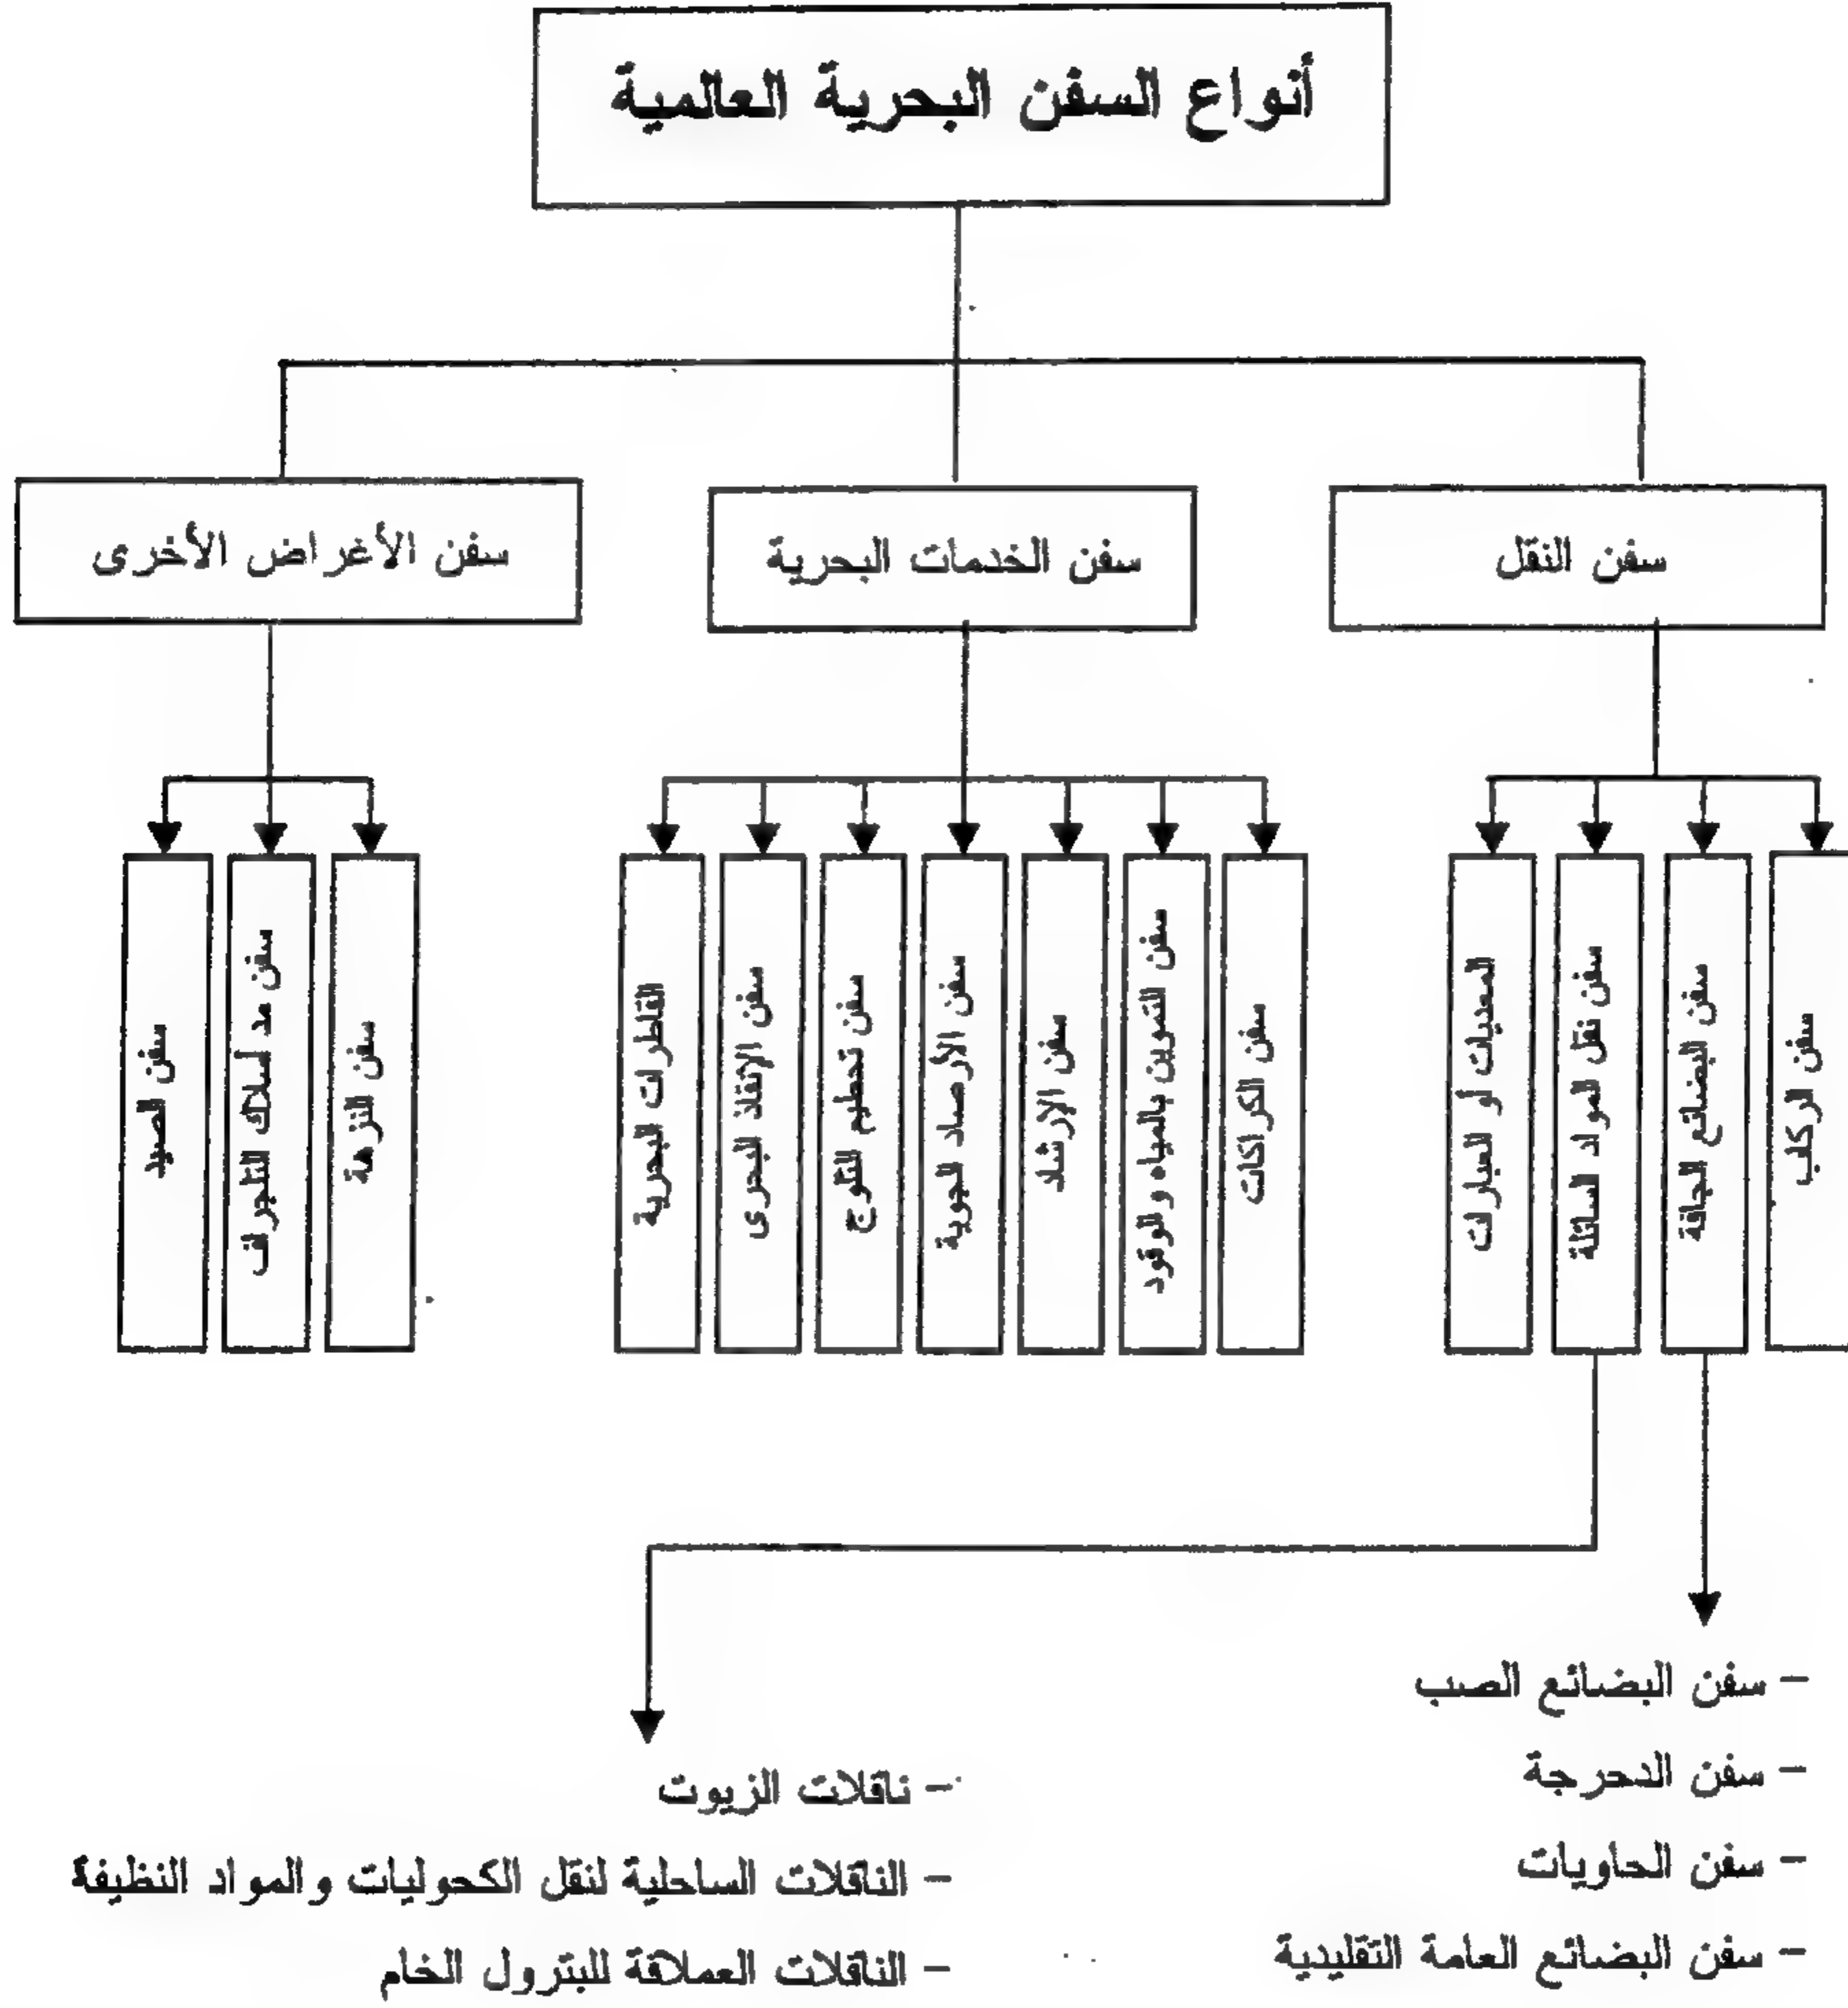 أنواع السفن البحرية العالمية
سفن النقل
سفن الخدمات البحرية
سفن الأغراض الأخرى
سفن الركاب
سفن البضائع الجافة
سفن نقل المواد السائلة
المعديات أو العبارات
سفن الكراكات
سفن التموين بالمياه والوقود
سفن الإرشاد
سفن الأرصاد الجوية
سفن تحطيم الثلوج
سفن الإنقاذ البحرى
القاطرات البحرية
سفن النزهة
سفن مد أسلاك التلجراف
سفن الصيد
- سفن البضائع الصب
- سفن الدحرجة
- سفن الحاويات
- سفن البضائع العامة التقليدية
- ناقلات الزيوت
- الناقلات الساحلية لنقل الكحوليات والمواد النظيفة
- الناقلات العملاقة للبترول الخام